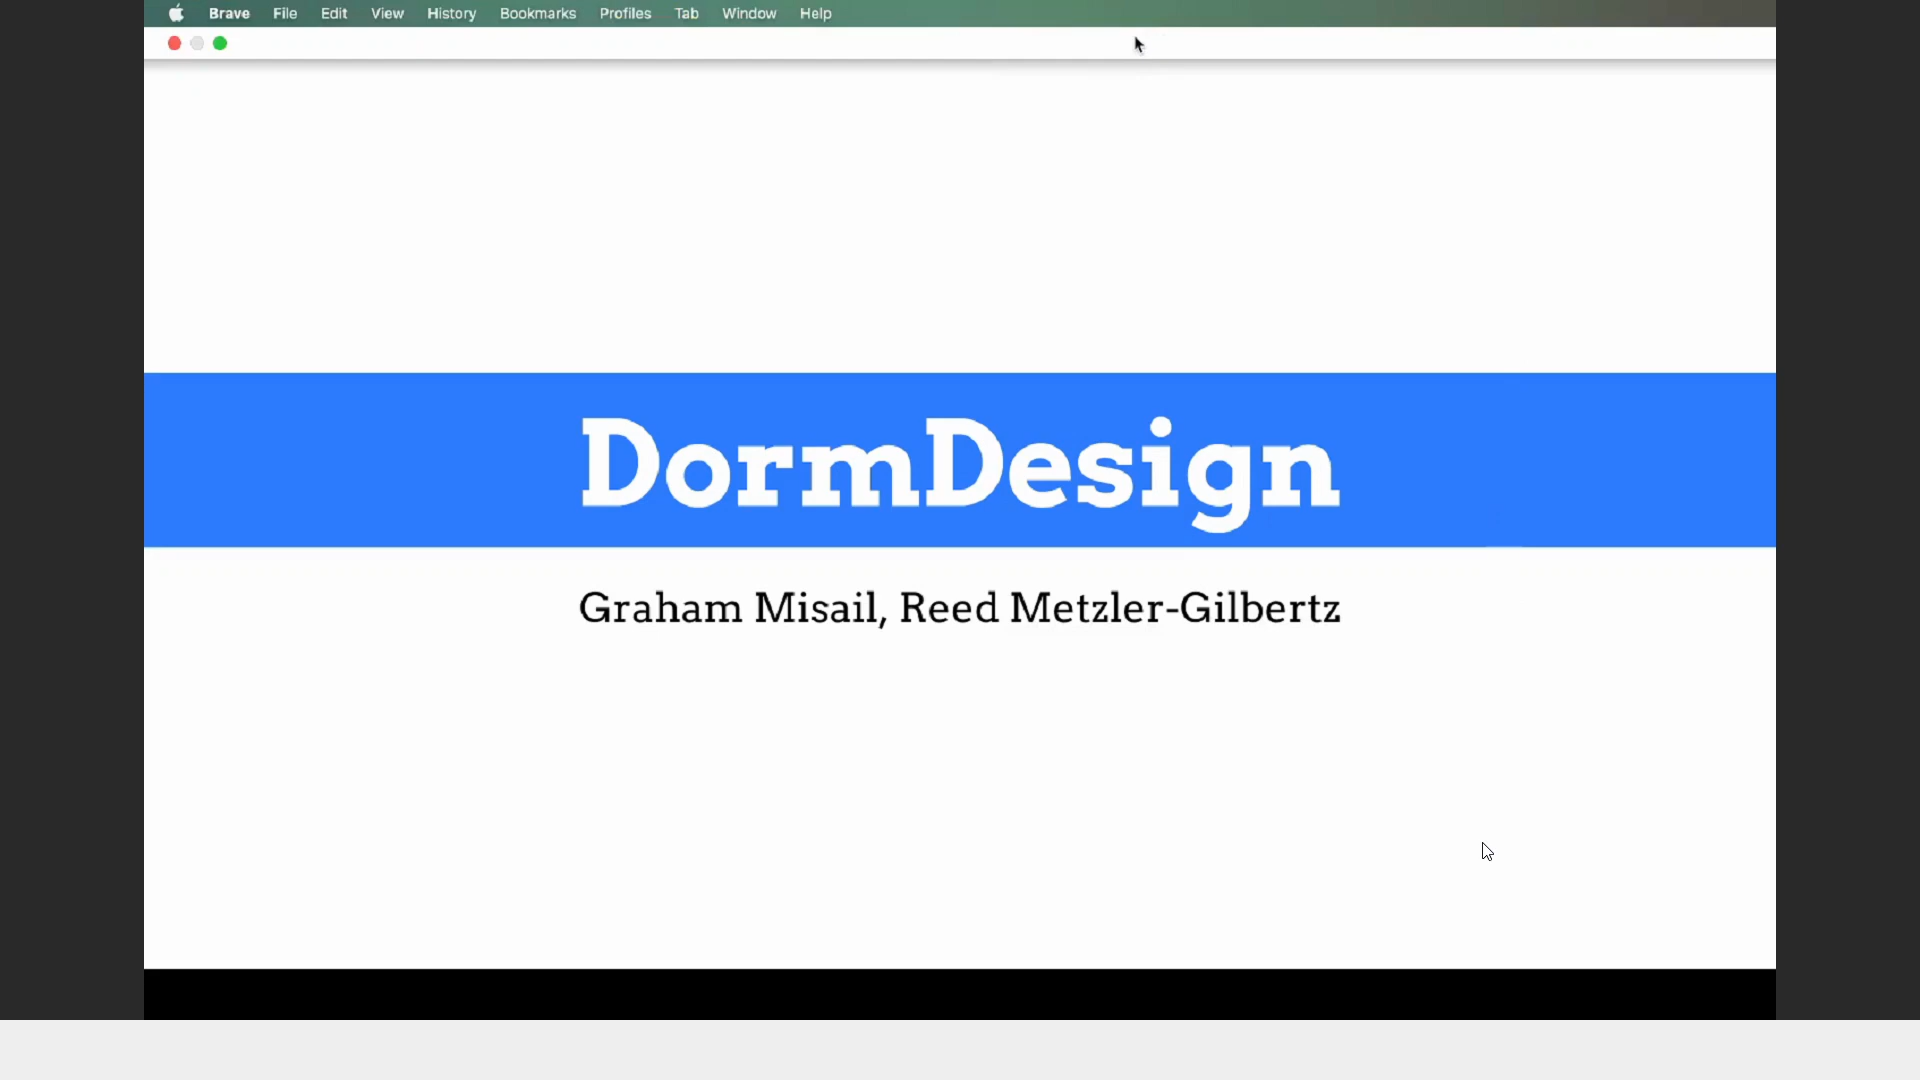 Brave File Edit View History Bookmarks Profiles Tab Window Help
DormDesign
Graham Misail, Reed Metzler-Gilbertz